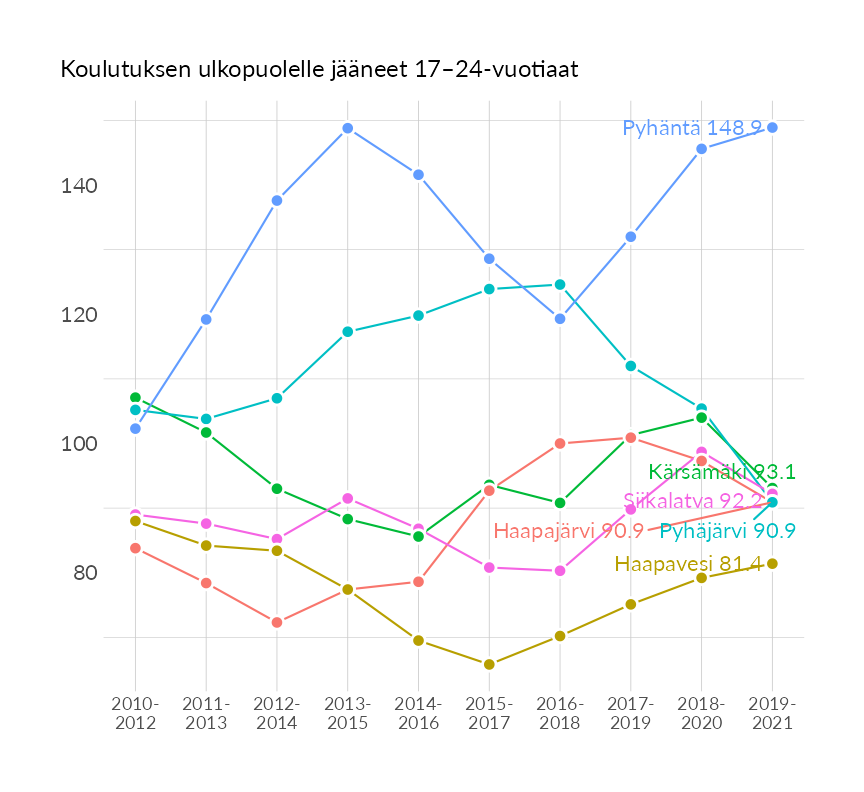 Koulutuksen ulkopuolelle jääneet 17–24-vuotiaat
Pyhäntä 148.9
140
120
100
Kärsämäki 93.1
Siikalatva 92.2
Haapajärvi 90.9
Pyhäjärvi 90.9
Haapavesi 81.4
80
2010- 2011- 2012- 2013- 2014- 2015- 2016- 2017- 2018- 2019-
2012 2013 2014 2015 2016 2017 2018 2019 2020 2021